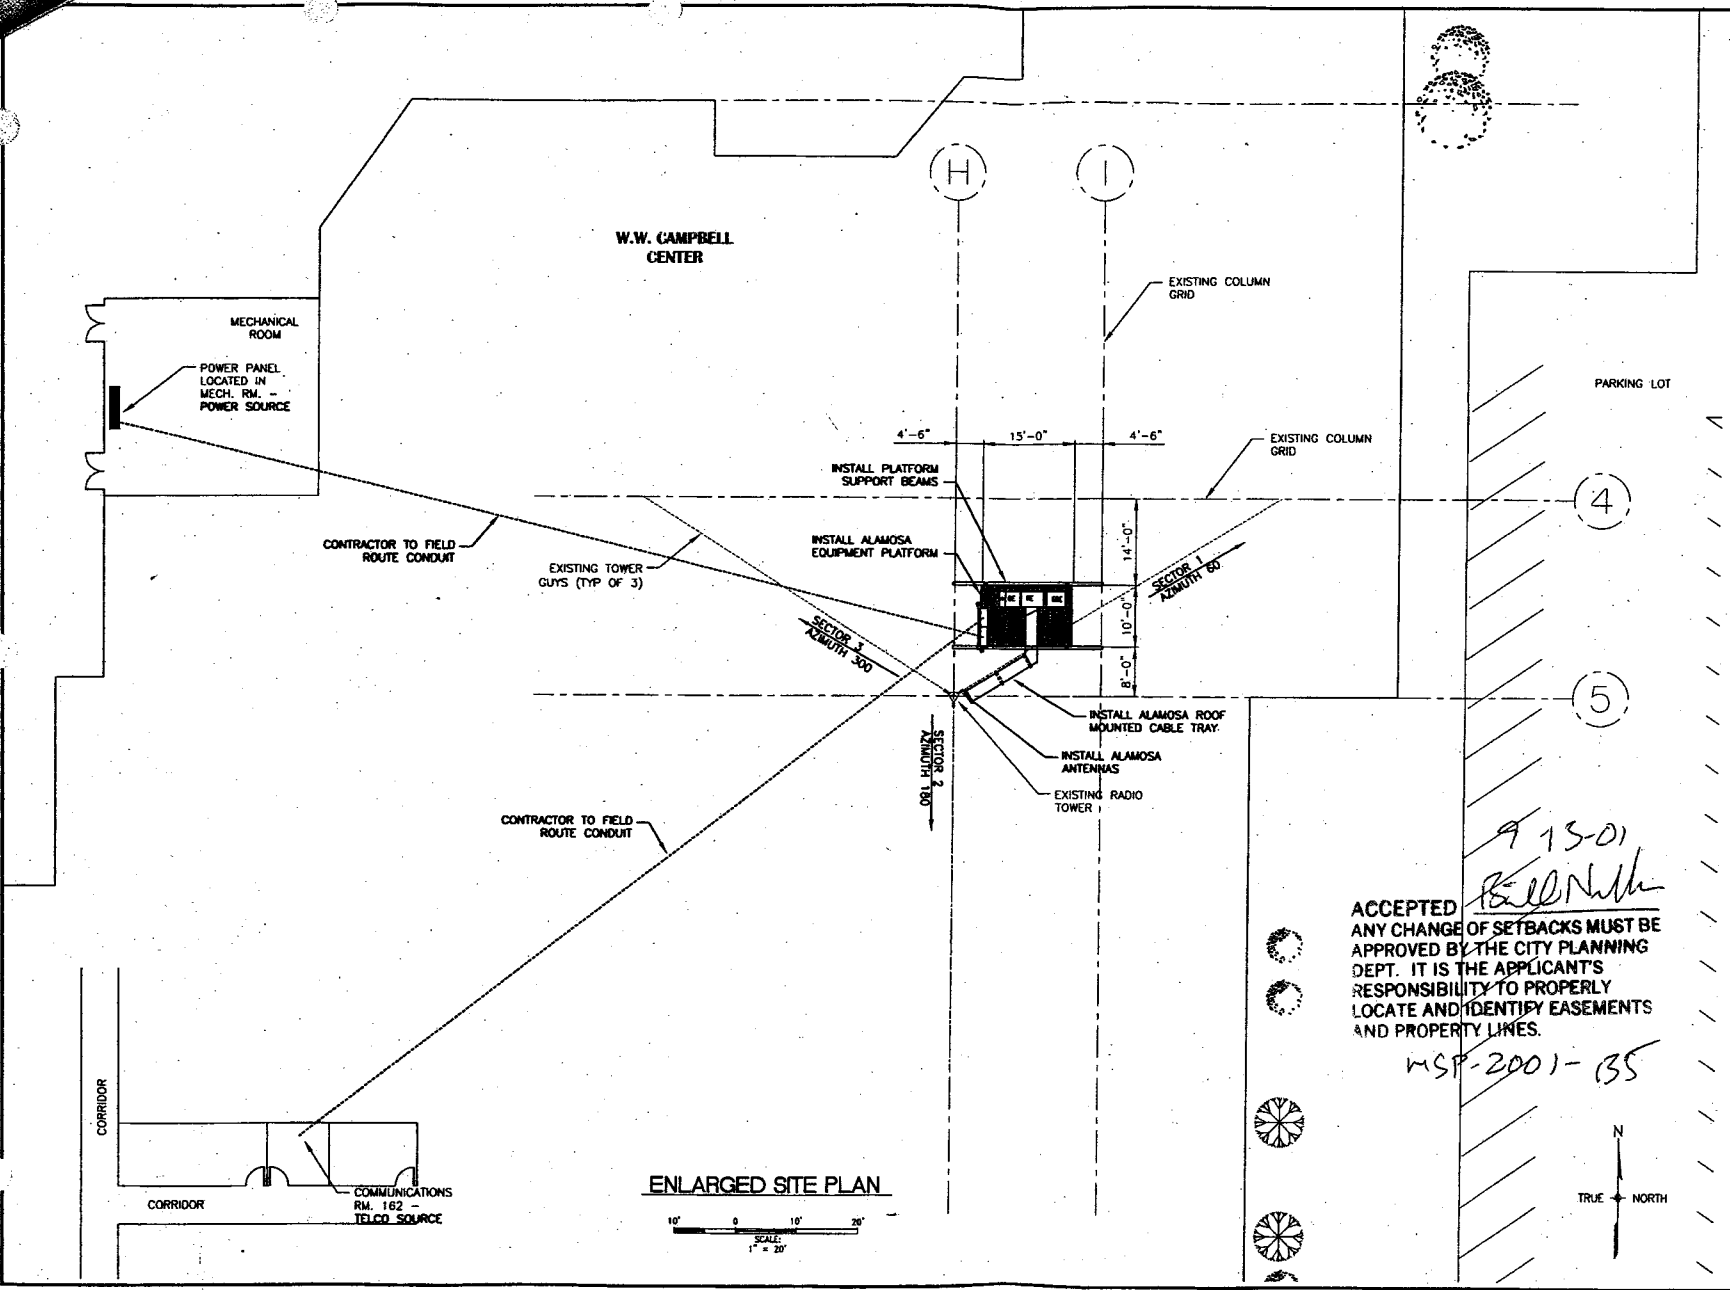 H
I
W.W. CAMPBELL
CENTER
EXISTING COLUMN
GRID
MECHANICAL
ROOM
POWER PANEL
LOCATED IN
MECH. RM. -
POWER SOURCE
PARKING LOT
4'-6"
15'-0"
4'-6"
EXISTING COLUMN
GRID
INSTALL PLATFORM
SUPPORT BEAMS
4
14'-0"
CONTRACTOR TO FIELD
ROUTE CONDUIT
INSTALL ALAMOSA
EQUIPMENT PLATFORM
EXISTING TOWER
GUYS (TYP OF 3)
SECTOR 1
AZIMUTH 60
10'-0"
SECTOR 3
AZIMUTH 300
8'-0"
5
INSTALL ALAMOSA ROOF
MOUNTED CABLE TRAY
SECTOR 2
AZIMUTH 180
INSTALL ALAMOSA
ANTENNAS
EXISTING RADIO
TOWER
CONTRACTOR TO FIELD
ROUTE CONDUIT
9 13-01
ACCEPTED
ANY CHANGE OF SETBACKS MUST BE
APPROVED BY THE CITY PLANNING
DEPT. IT IS THE APPLICANT'S
RESPONSIBILITY TO PROPERLY
LOCATE AND IDENTIFY EASEMENTS
AND PROPERTY LINES.
MSP-2001-135
CORRIDOR
N
TRUE NORTH
COMMUNICATIONS
RM. 162 -
TELCO SOURCE
CORRIDOR
ENLARGED SITE PLAN
10' 0 10' 20'
SCALE:
1" = 20'